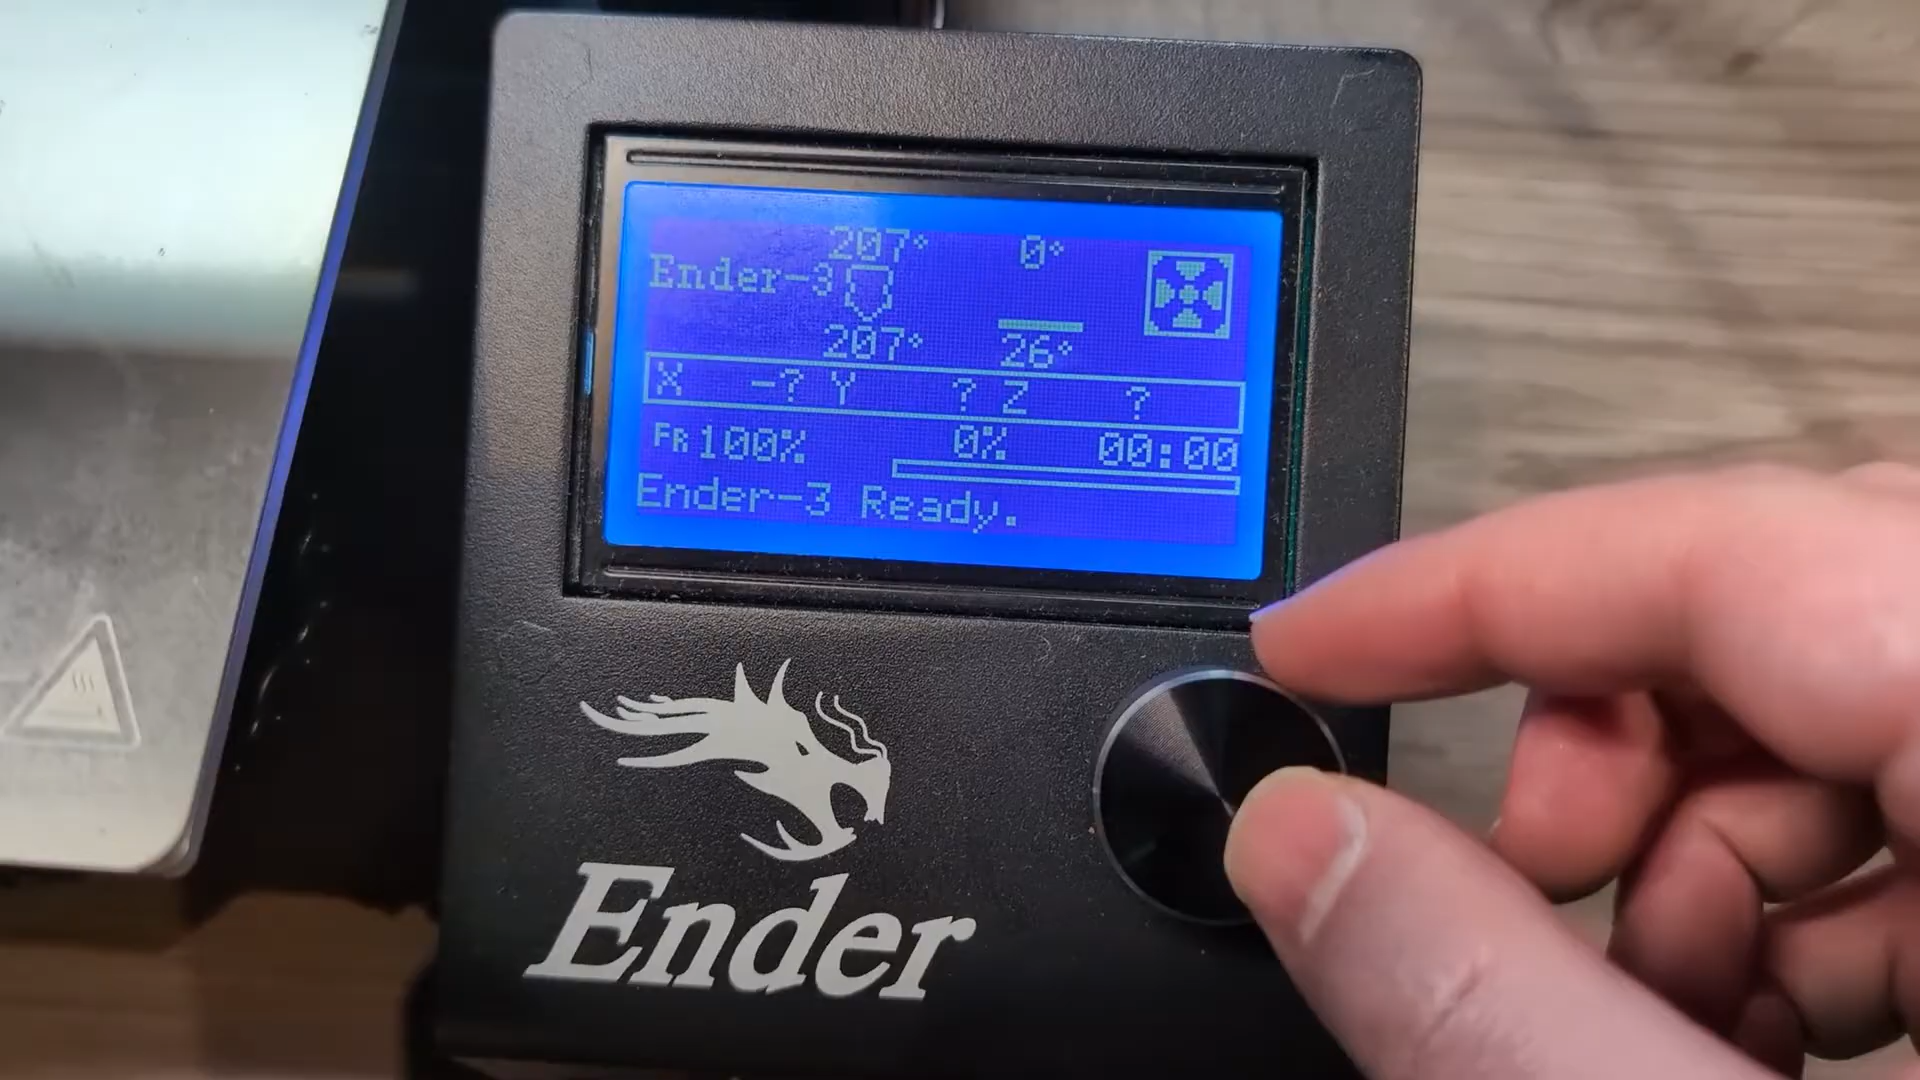 207° 0°
Ender-3
207° 26°
X -? Y ? Z ?
FR 100% 0% 00:00
Ender-3 Ready.
Ender